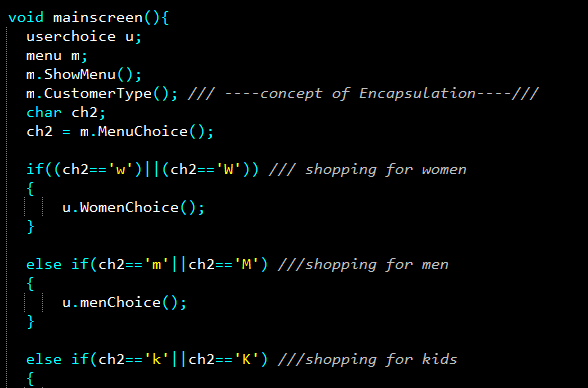 void mainscreen(){
userchoice u;
menu m;
m.ShowMenu();
m.CustomerType(); /// ----concept of Encapsulation----///
char ch2;
ch2 = m.MenuChoice();
if((ch2=='w')||(ch2=='W')) /// shopping for women
{
u.WomenChoice();
}
else if(ch2=='m'||ch2=='M') ///shopping for men
{
u.menChoice();
}
else if(ch2=='k'||ch2=='K') ///shopping for kids
{